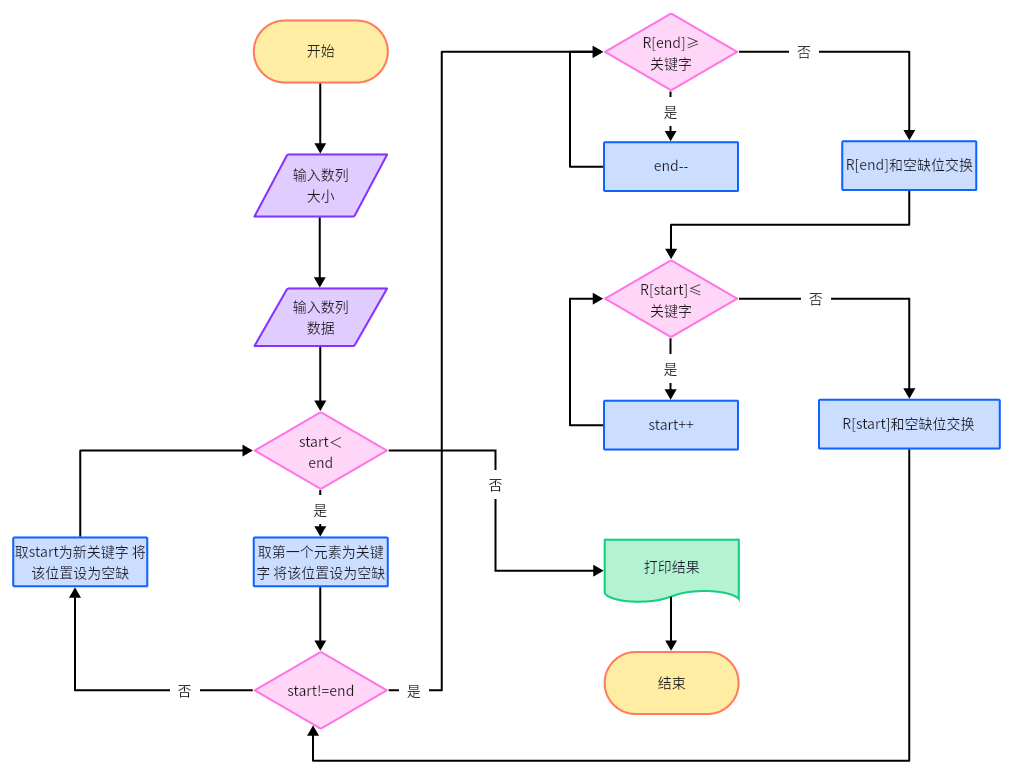 开始
输入数列
大小
输入数列
数据
start＜
end
否
是
取start为新关键字 将
该位置设为空缺
取第一个元素为关键
字 将该位置设为空缺
start!=end
否
是
R[end]≥
关键字
否
是
end--
R[end]和空缺位交换
R[start]≤
关键字
否
是
start++
R[start]和空缺位交换
打印结果
结束